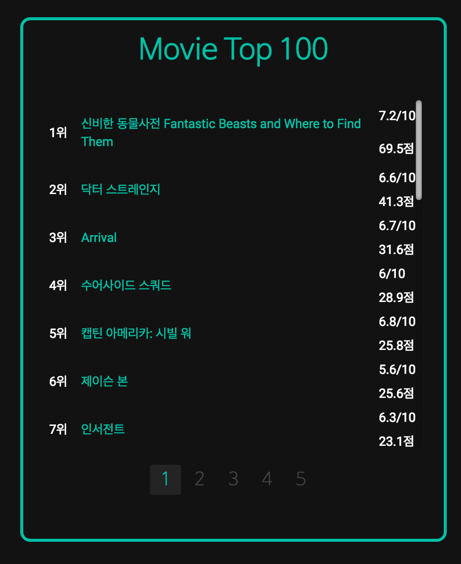 Movie Top 100
7.2/10
1위 신비한 동물사전 Fantastic Beasts and Where to Find
Them
69.5점
6.6/10
2위 닥터 스트레인지
41.3점
6.7/10
3위 Arrival
31.6점
6/10
4위 수어사이드 스쿼드
28.9점
6.8/10
5위 캡틴 아메리카: 시빌 워
25.8점
5.6/10
6위 제이슨 본
25.6점
6.3/10
7위 인서전트
23.1점
1 2 3 4 5